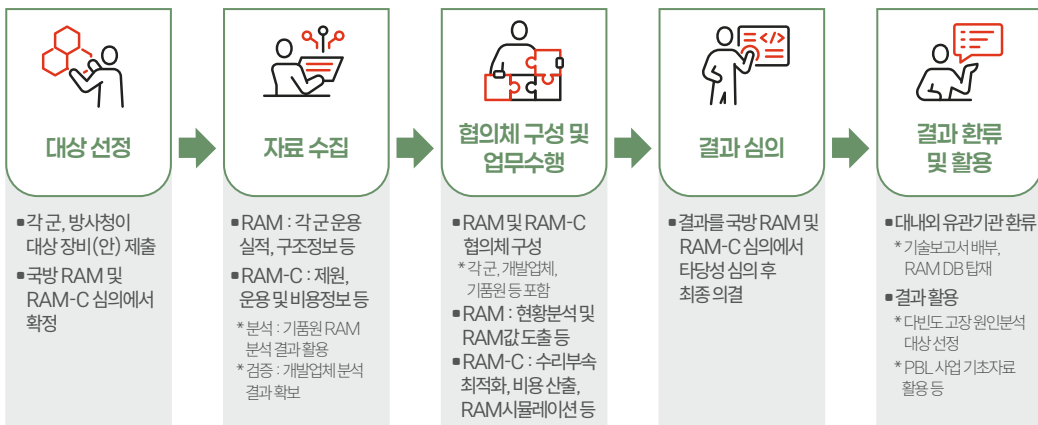 대상 선정
▪각 군, 방사청이
대상 장비(안) 제출
▪국방 RAM 및
RAM-C 심의에서
확정
자료 수집
▪RAM : 각 군 운용
실적, 구조정보 등
▪RAM-C : 제원,
운용 및 비용정보 등
* 분석 : 기품원 RAM
분석 결과 활용
* 검증 : 개발업체 분석
결과 확보
협의체 구성 및
업무수행
▪RAM 및 RAM-C
협의체 구성
* 각 군, 개발업체,
기품원 등 포함
▪RAM : 현황분석 및
RAM값 도출 등
▪RAM-C : 수리부속
최적화, 비용 산출,
RAM시뮬레이션 등
결과 심의
▪결과를 국방 RAM 및
RAM-C 심의에서
타당성 심의 후
최종 의결
결과 환류
및 활용
▪대내외 유관기관 환류
* 기술보고서 배부,
RAM DB 탑재
▪결과 활용
* 다빈도 고장 원인분석
대상 선정
* PBL 사업 기초자료
활용 등